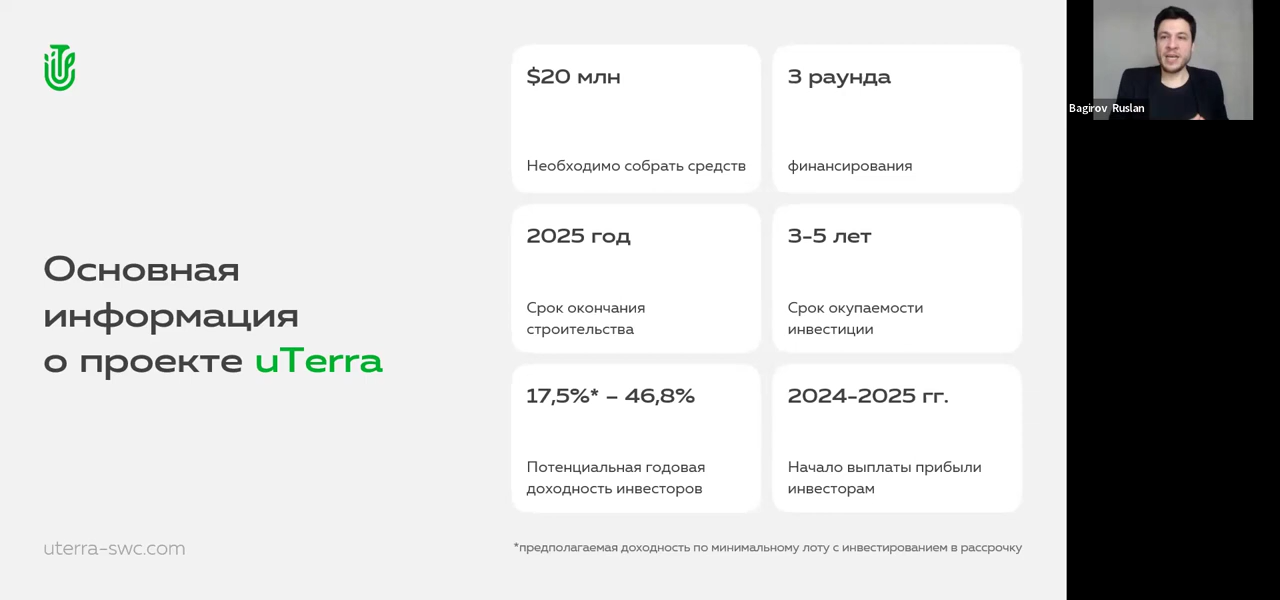 Основная
информация
о проекте uTerra
$20 млн
Необходимо собрать средств
3 раунда
финансирования
2025 год
Срок окончания
строительства
3-5 лет
Срок окупаемости
инвестиции
17,5%* – 46,8%
Потенциальная годовая
доходность инвесторов
2024-2025 гг.
Начало выплаты прибыли
инвесторам
uterra-swc.com
*предполагаемая доходность по минимальному лоту с инвестированием в рассрочку
Bagirov Ruslan